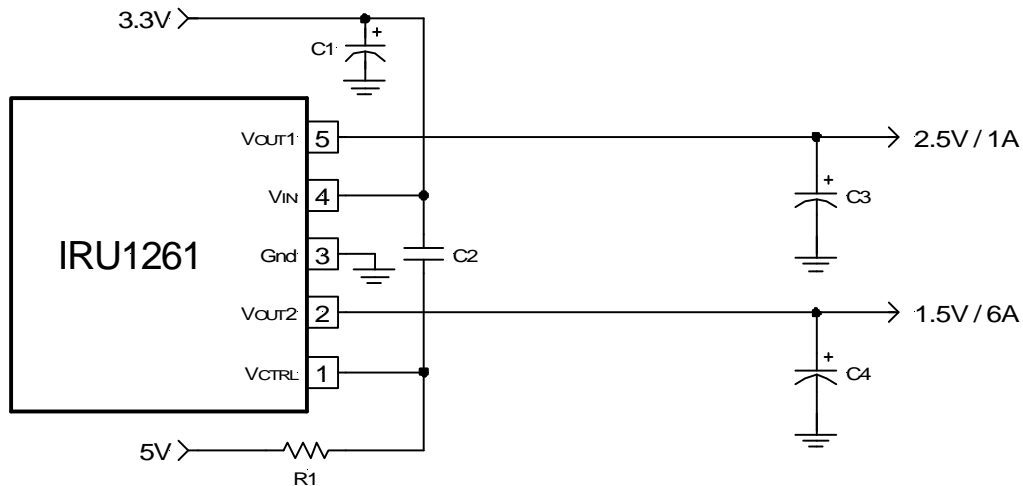 3.3V
C1
+
VOUT1 5
2.5V / 1A
+
C3
VIN 4
IRU1261
Gnd 3
C2
VOUT2 2
1.5V / 6A
+
C4
VCTRL 1
5V
R1